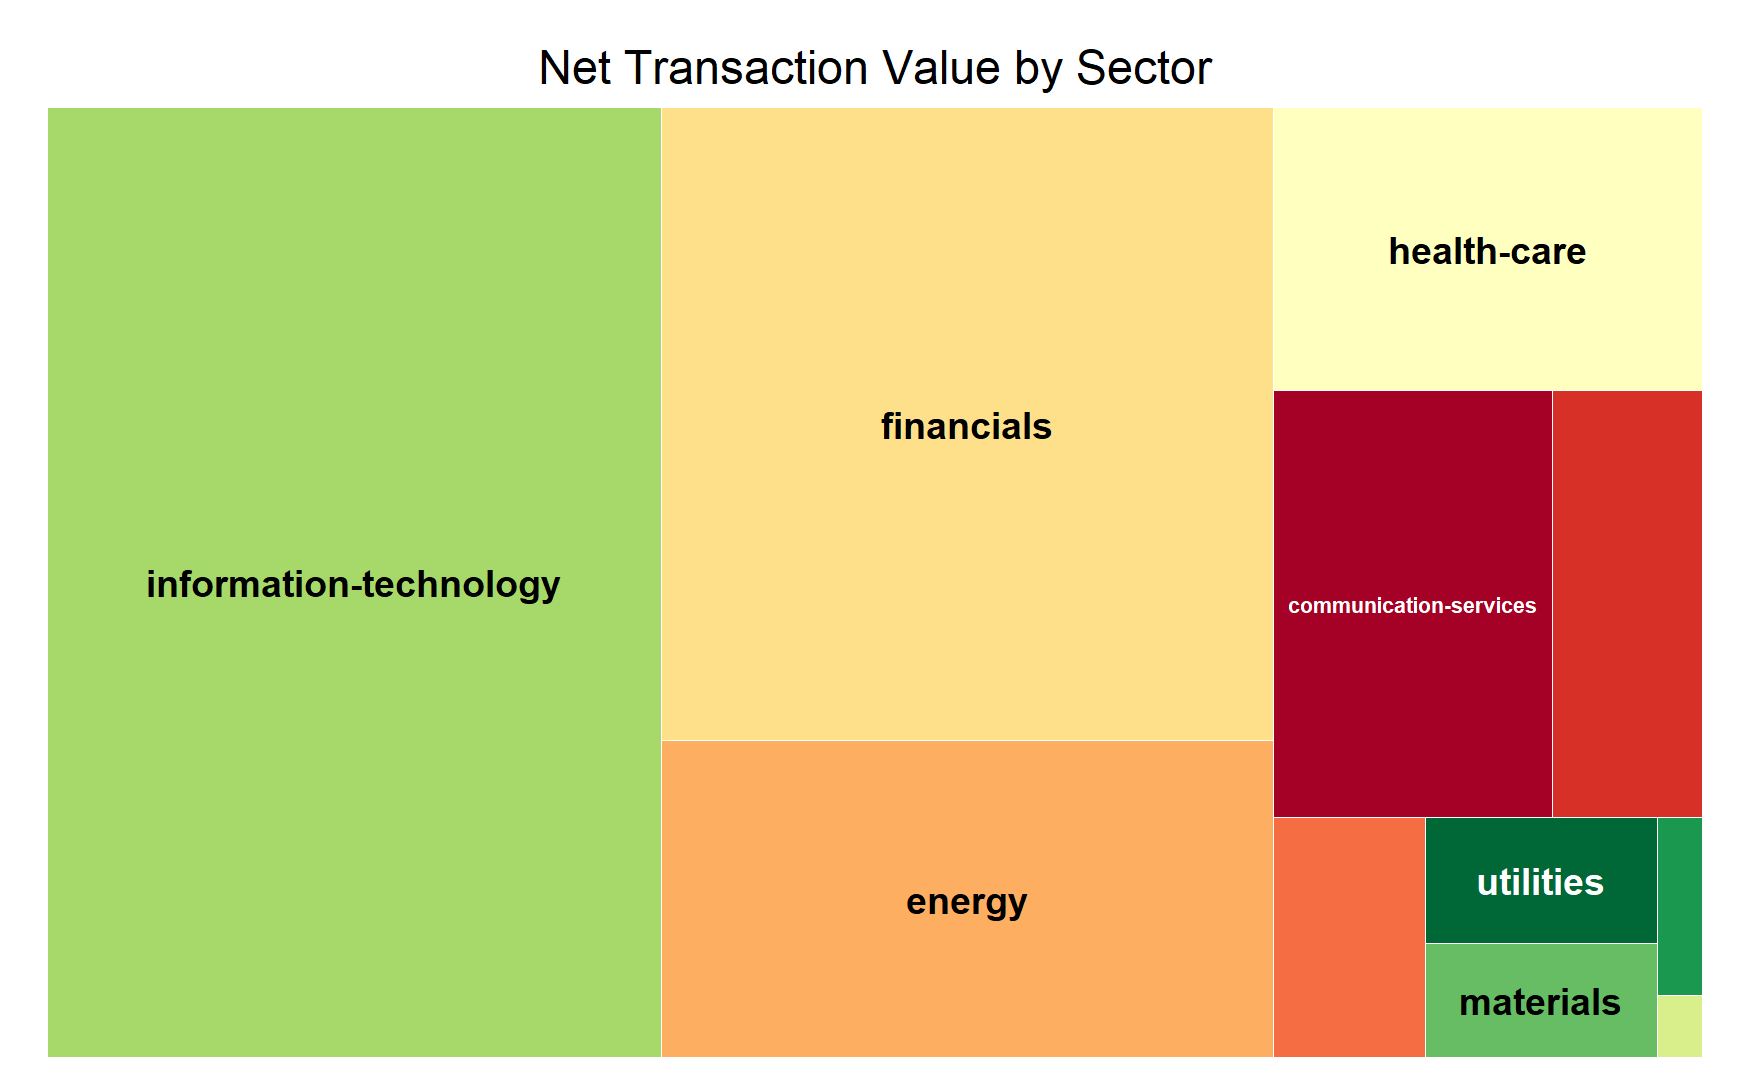 Net Transaction Value by Sector
information-technology
financials
energy
health-care
communication-services
utilities
materials